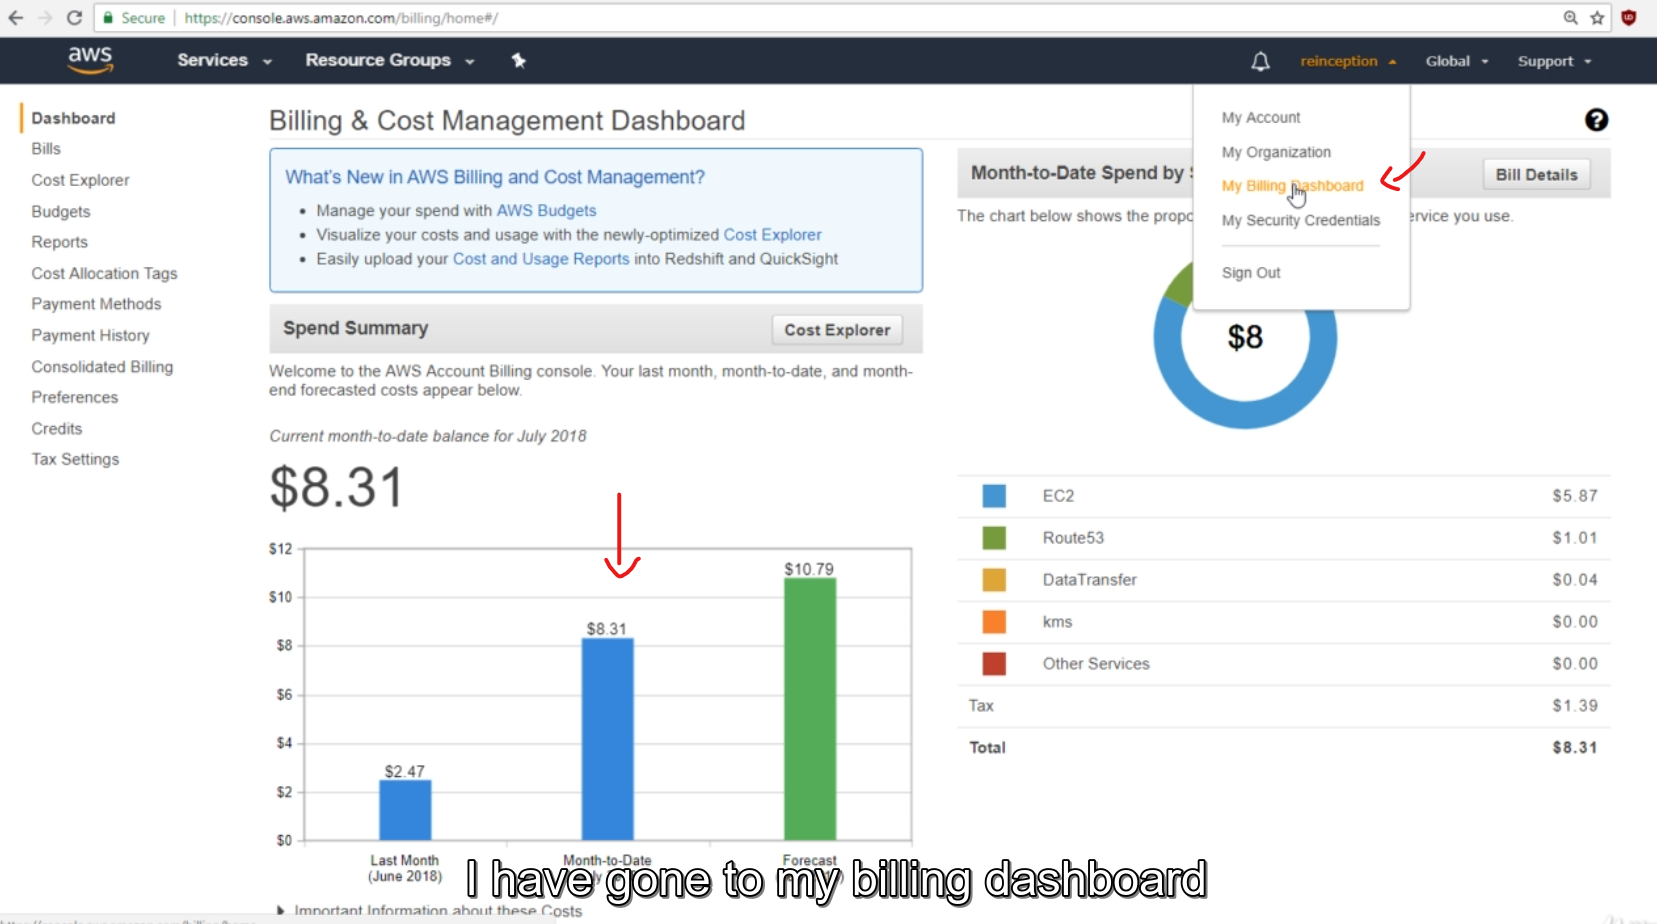 Secure https://console.aws.amazon.com/billing/home#/
aws Services Resource Groups reinception Global Support
Dashboard
Bills
Cost Explorer
Budgets
Reports
Cost Allocation Tags
Payment Methods
Payment History
Consolidated Billing
Preferences
Credits
Tax Settings
Billing & Cost Management Dashboard
What's New in AWS Billing and Cost Management?
Manage your spend with AWS Budgets
Visualize your costs and usage with the newly-optimized Cost Explorer
Easily upload your Cost and Usage Reports into Redshift and QuickSight
Spend Summary Cost Explorer
Welcome to the AWS Account Billing console. Your last month, month-to-date, and month-
end forecasted costs appear below.
Current month-to-date balance for July 2018
$8.31
$12
$10
$8
$6
$4
$2
$0
$2.47
$8.31
$10.79
Last Month
(June 2018)
Month-to-Date
Forecast
Important Information about these Costs
My Account
My Organization
My Billing Dashboard
My Security Credentials
Sign Out
?
Month-to-Date Spend by Bill Details
The chart below shows the service you use.
$8
EC2 $5.87
Route53 $1.01
DataTransfer $0.04
kms $0.00
Other Services $0.00
Tax $1.39
Total $8.31
I have gone to my billing dashboard